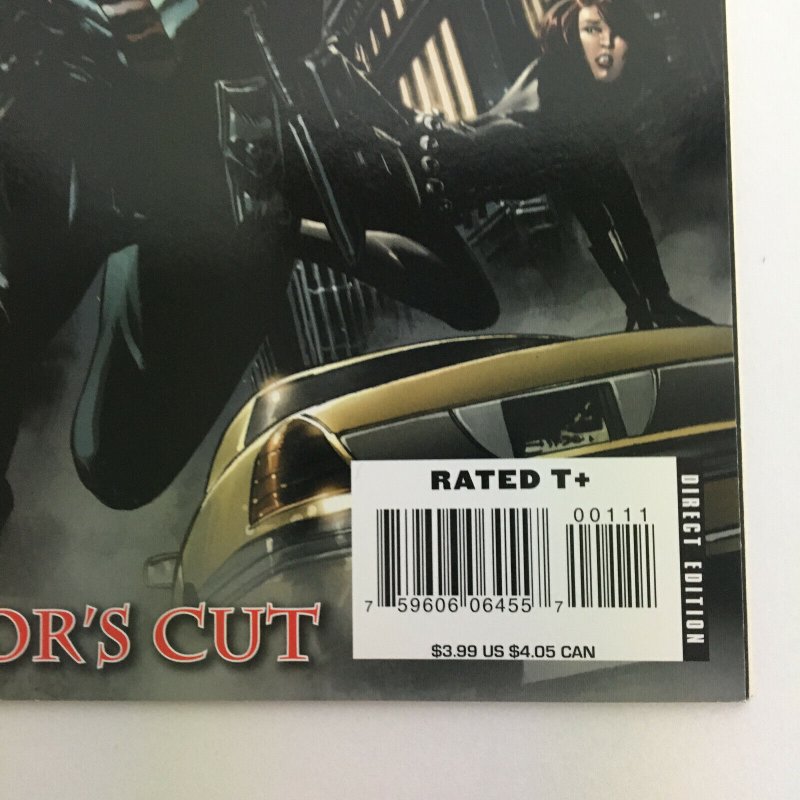 RATED T+
00111
7 59606 06455 7
$3.99 US $4.05 CAN
DIRECT EDITION
OR'S CUT